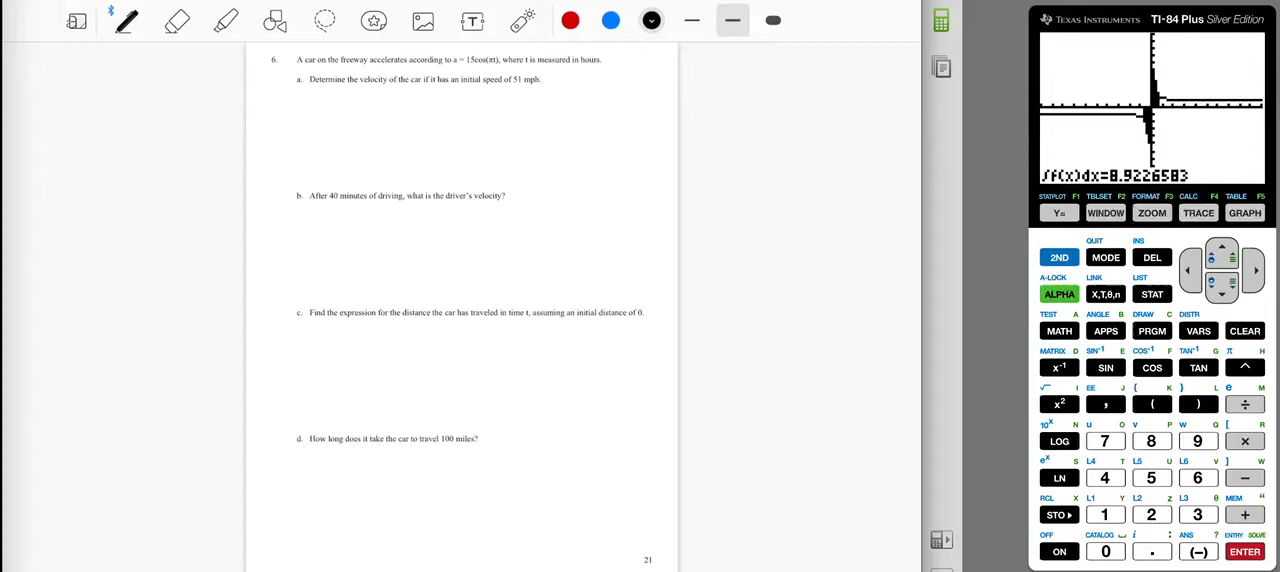 T
TEXAS INSTRUMENTS TI-84 Plus Silver Edition
6. A car on the freeway accelerates according to a = 15cos(πt), where t is measured in hours.
a. Determine the velocity of the car if it has an initial speed of 51 mph.
b. After 40 minutes of driving, what is the driver's velocity?
c. Find the expression for the distance the car has traveled in time t, assuming an initial distance of 0.
d. How long does it take the car to travel 100 miles?
21
∫f(x)dx=8.9226583
STATPLOT F1 TBLSET F2 FORMAT F3 CALC F4 TABLE F5
Y= WINDOW ZOOM TRACE GRAPH
QUIT INS
2ND MODE DEL
A-LOCK LINK LIST
ALPHA X,T,θ,n STAT
TEST A ANGLE B DRAW C DISTR
MATH APPS PRGM VARS CLEAR
MATRIX D SIN⁻¹ E COS⁻¹ F TAN⁻¹ G π H
x⁻¹ SIN COS TAN ^
√ I EE J { K } L e M
x² , ( ) ÷
10ˣ N u O v P w Q [ R
LOG 7 8 9 ×
eˣ S L4 T L5 U L6 V ] W
LN 4 5 6 −
RCL X L1 Y L2 Z L3 θ MEM "
STO▸ 1 2 3 +
OFF CATALOG ⎵ i : ANS ? ENTRY SOLVE
ON 0 . (−) ENTER